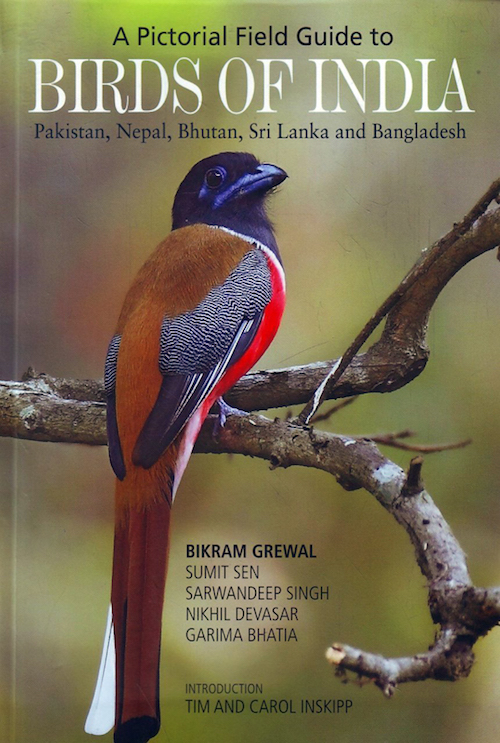 A Pictorial Field Guide to
BIRDS OF INDIA
Pakistan, Nepal, Bhutan, Sri Lanka and Bangladesh
BIKRAM GREWAL
SUMIT SEN
SARWANDEEP SINGH
NIKHIL DEVASAR
GARIMA BHATIA
INTRODUCTION
TIM AND CAROL INSKIPP